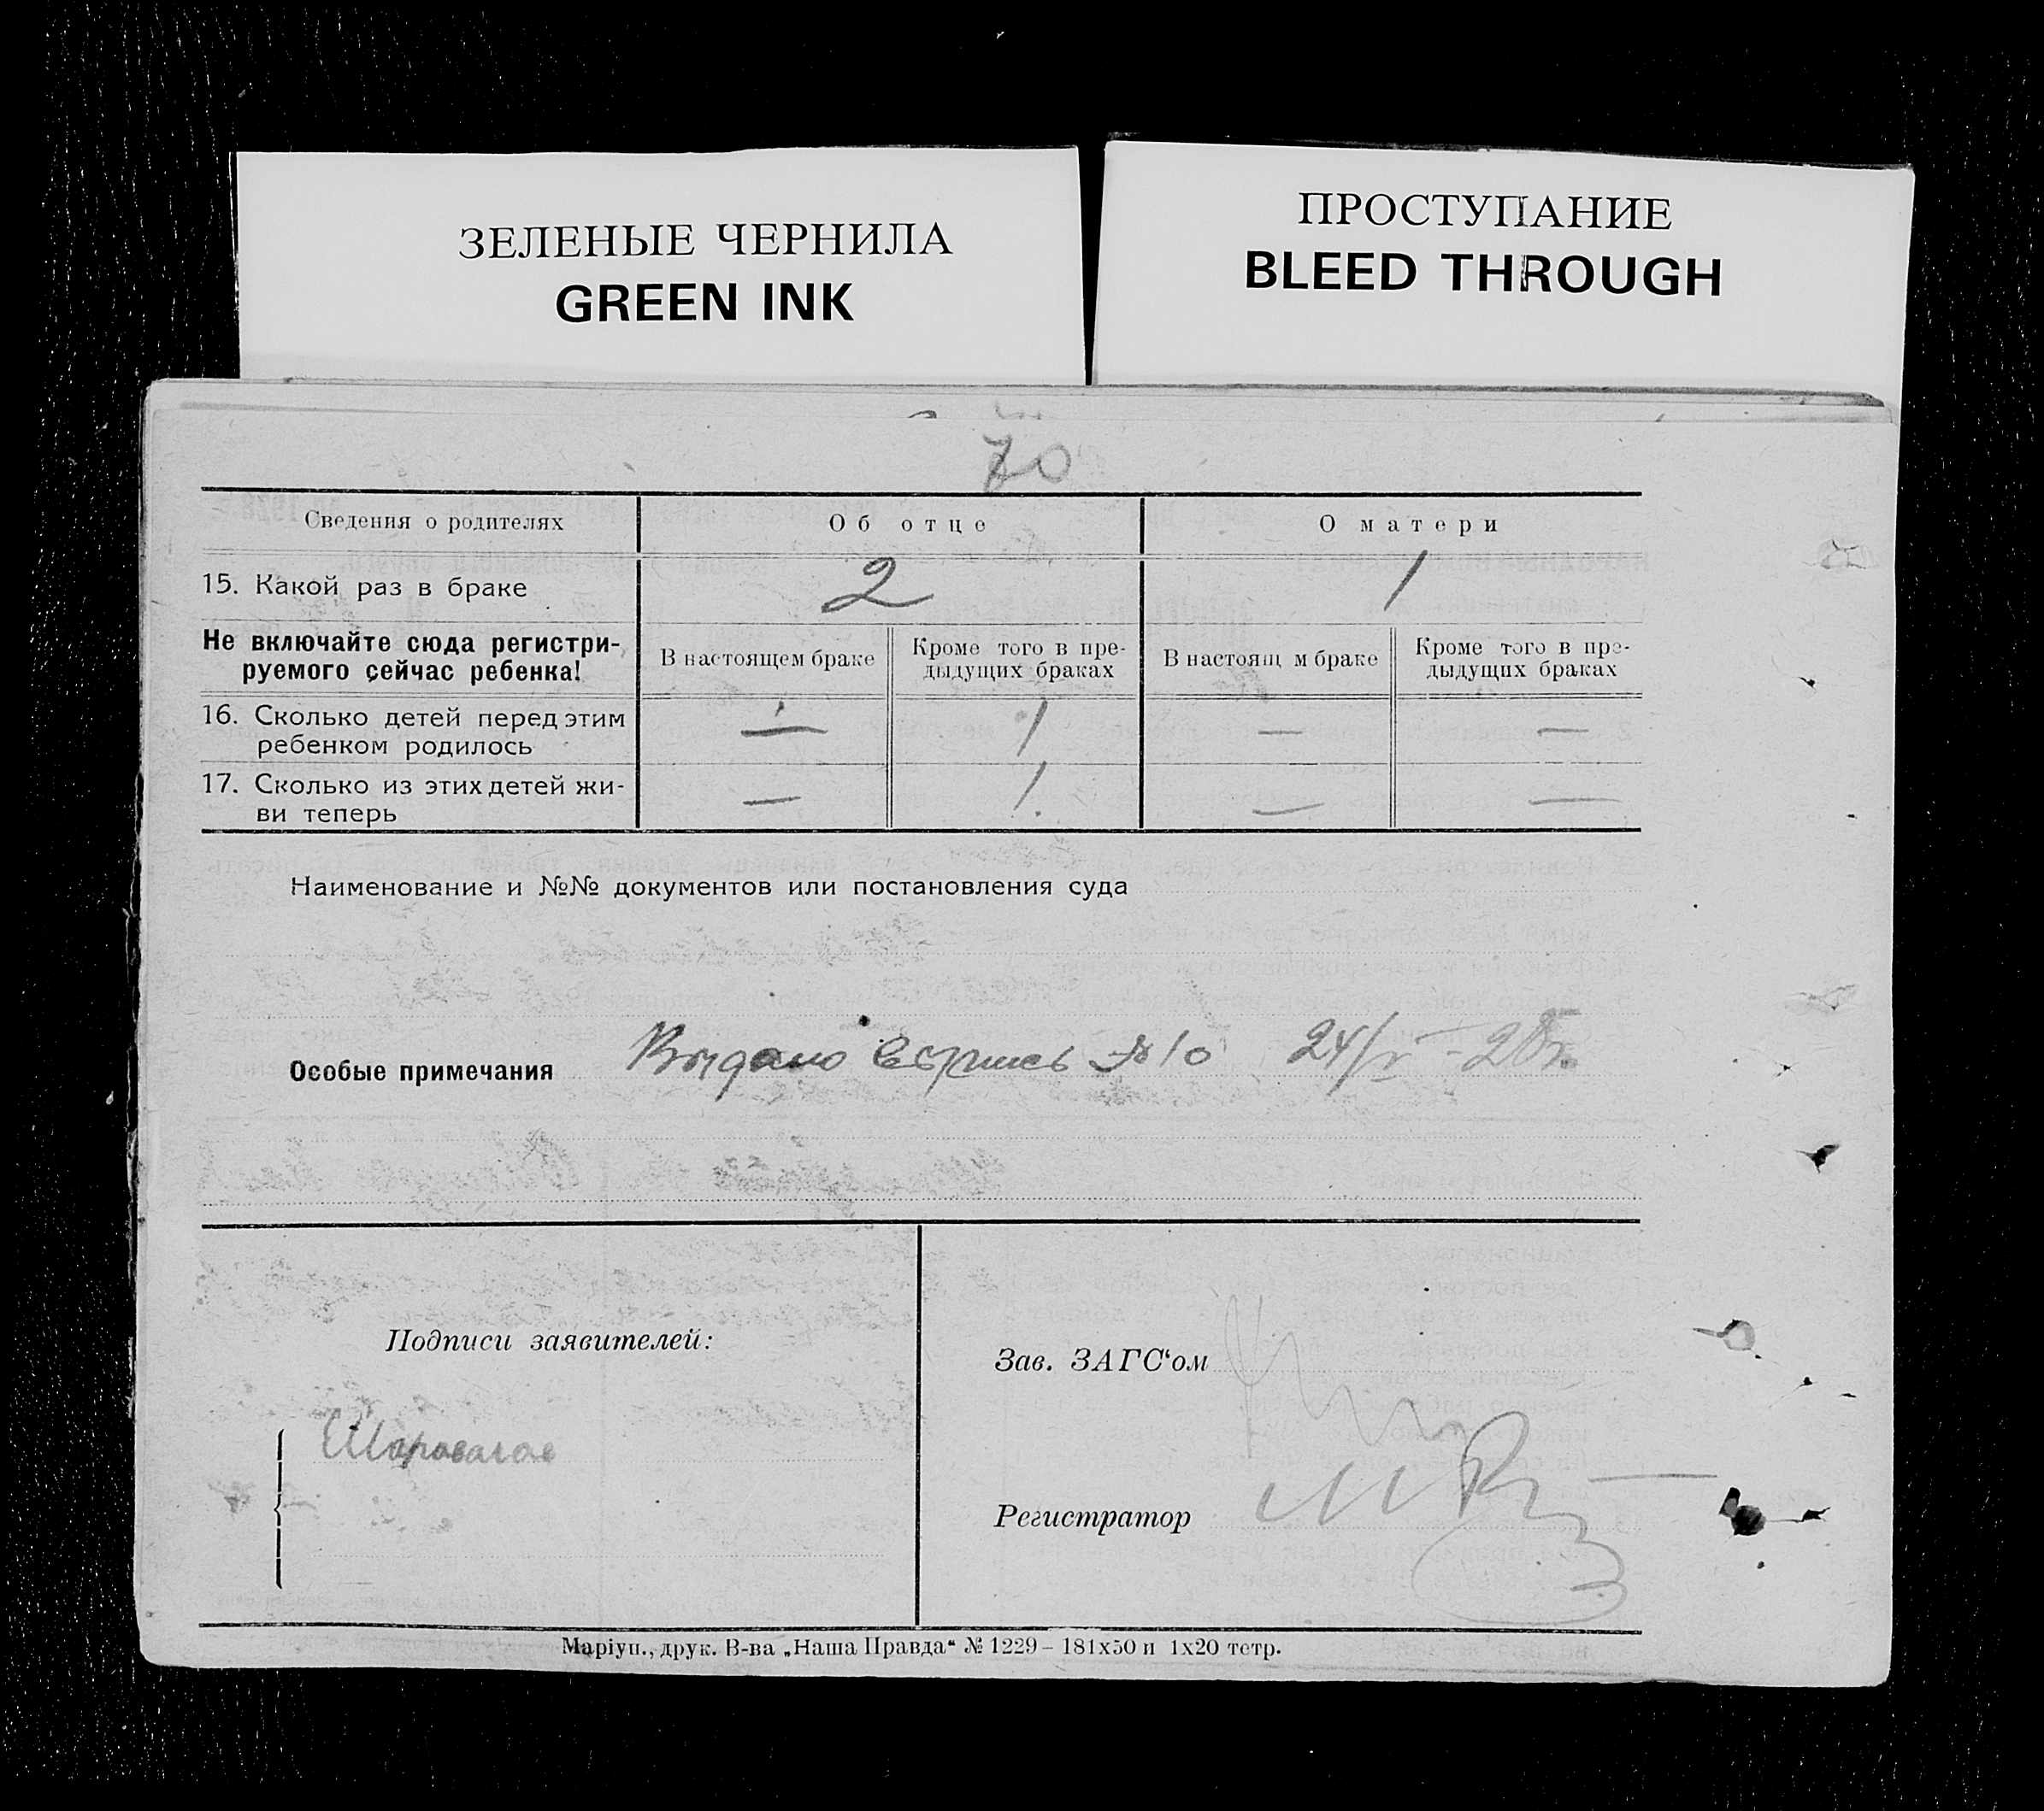 ЗЕЛЕНЫЕ ЧЕРНИЛА
GREEN INK
ПРОСТУПАНИЕ
BLEED THROUGH
70
Сведения о родителях
Об отце
О матери
15. Какой раз в браке
2
1
Не включайте сюда регистри-
руемого сейчас ребенка!
В настоящем браке
Кроме того в пре-
дыдущих браках
В настоящ м браке
Кроме того в пре-
дыдущих браках
16. Сколько детей перед этим
ребенком родилось
— 1 — —
17. Сколько из этих детей жи-
ви теперь
— 1. — —
Наименование и №№ документов или постановления суда
Особые примечания Выдано № 10 24/V - 28г.
Подписи заявителей:
Зав. ЗАГС‘ом
Регистратор
Маріуп., друк. В-ва „Наша Правда“ № 1229 – 181х50 и 1х20 тетр.